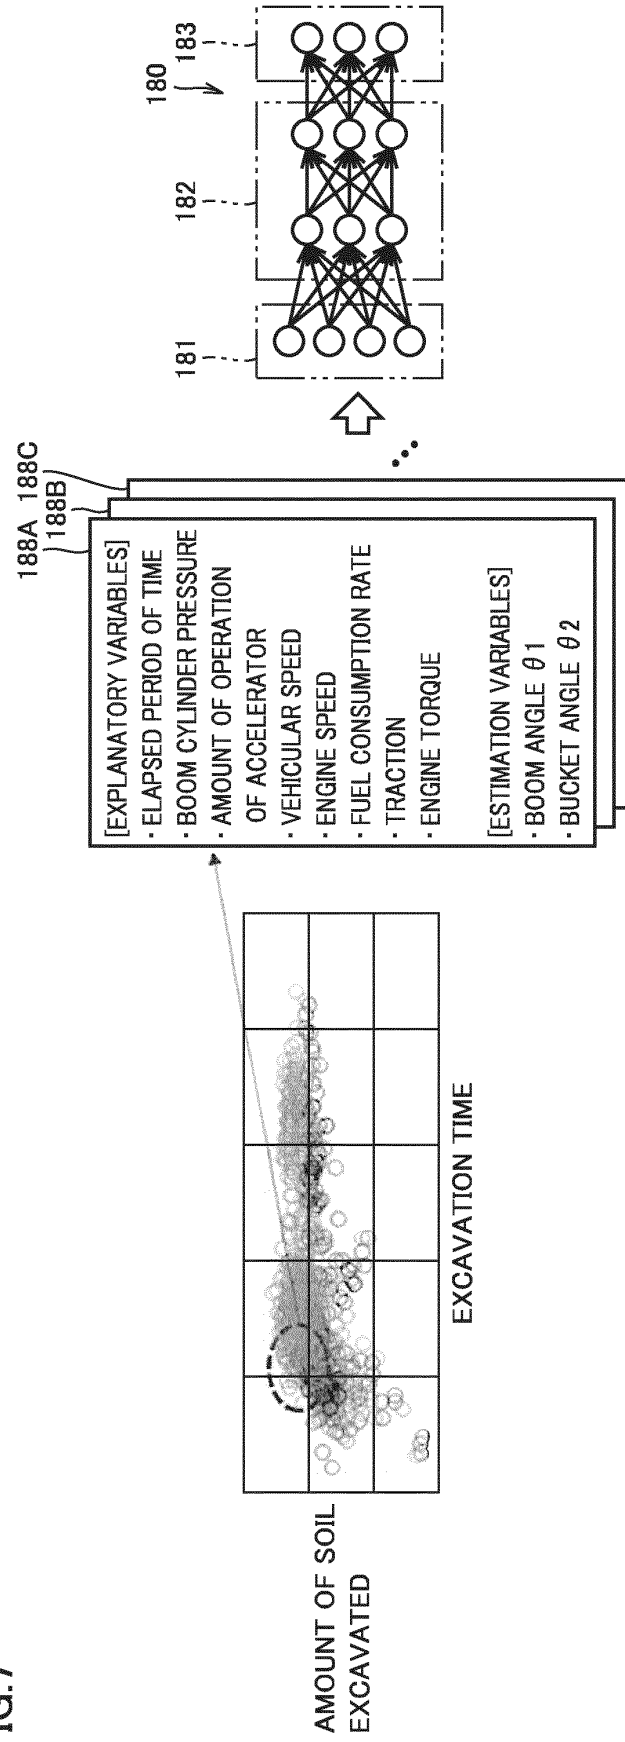 AMOUNT OF SOIL
EXCAVATED
EXCAVATION TIME
188A
188B
188C
[EXPLANATORY VARIABLES]
· ELAPSED PERIOD OF TIME
· BOOM CYLINDER PRESSURE
· AMOUNT OF OPERATION
OF ACCELERATOR
· VEHICULAR SPEED
· ENGINE SPEED
· FUEL CONSUMPTION RATE
· TRACTION
· ENGINE TORQUE
[ESTIMATION VARIABLES]
· BOOM ANGLE θ1
· BUCKET ANGLE θ2
180
181
182
183